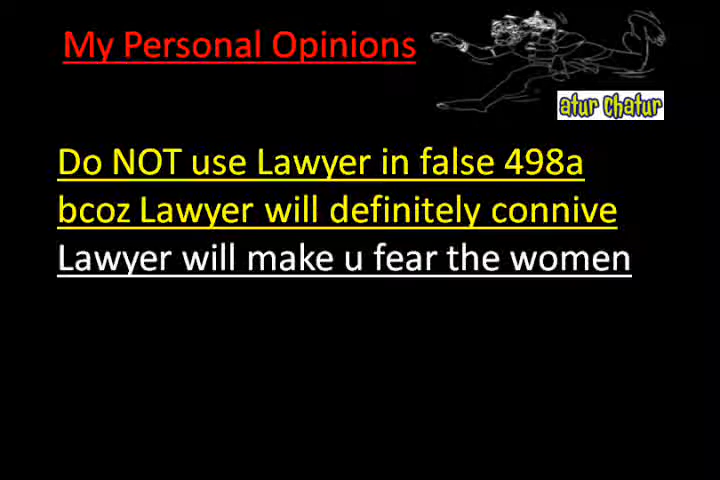 My Personal Opinions
atur chatur
Do NOT use Lawyer in false 498a
bcoz Lawyer will definitely connive
Lawyer will make u fear the women